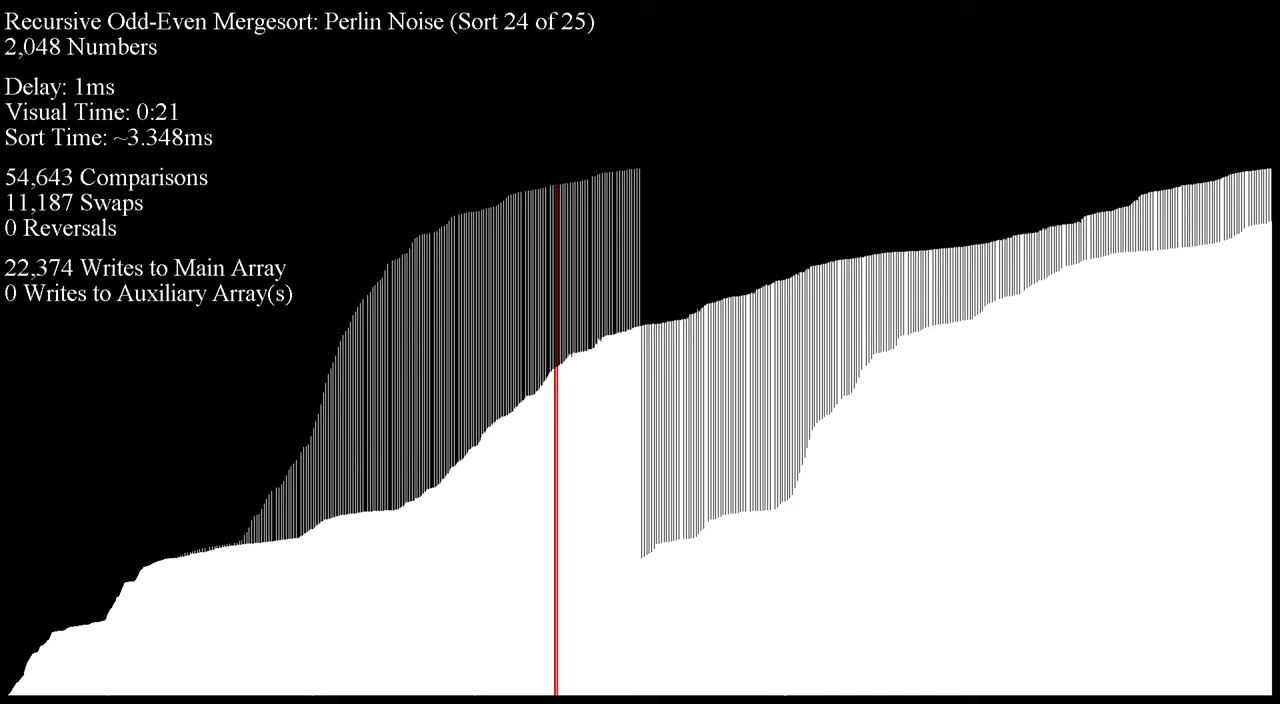 Recursive Odd-Even Mergesort: Perlin Noise (Sort 24 of 25)
2,048 Numbers
Delay: 1ms
Visual Time: 0:21
Sort Time: ~3.348ms
54,643 Comparisons
11,187 Swaps
0 Reversals
22,374 Writes to Main Array
0 Writes to Auxiliary Array(s)